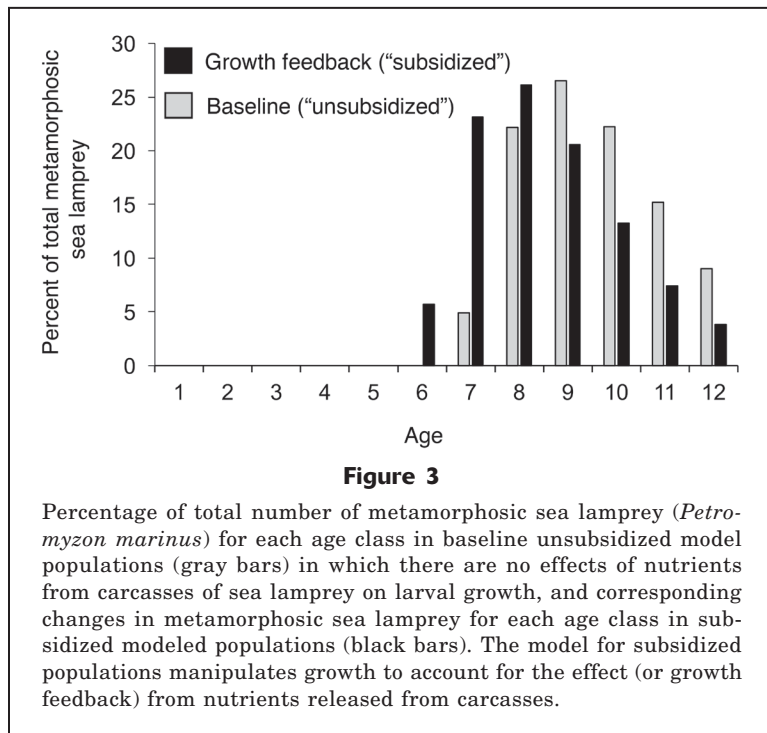 30
25
20
15
10
5
0
Percent of total metamorphosic
sea lamprey
Growth feedback (“subsidized”)
Baseline (“unsubsidized”)
1 2 3 4 5 6 7 8 9 10 11 12
Age
Figure 3
Percentage of total number of metamorphosic sea lamprey (Petro-
myzon marinus) for each age class in baseline unsubsidized model
populations (gray bars) in which there are no effects of nutrients
from carcasses of sea lamprey on larval growth, and corresponding
changes in metamorphosic sea lamprey for each age class in sub-
sidized modeled populations (black bars). The model for subsidized
populations manipulates growth to account for the effect (or growth
feedback) from nutrients released from carcasses.